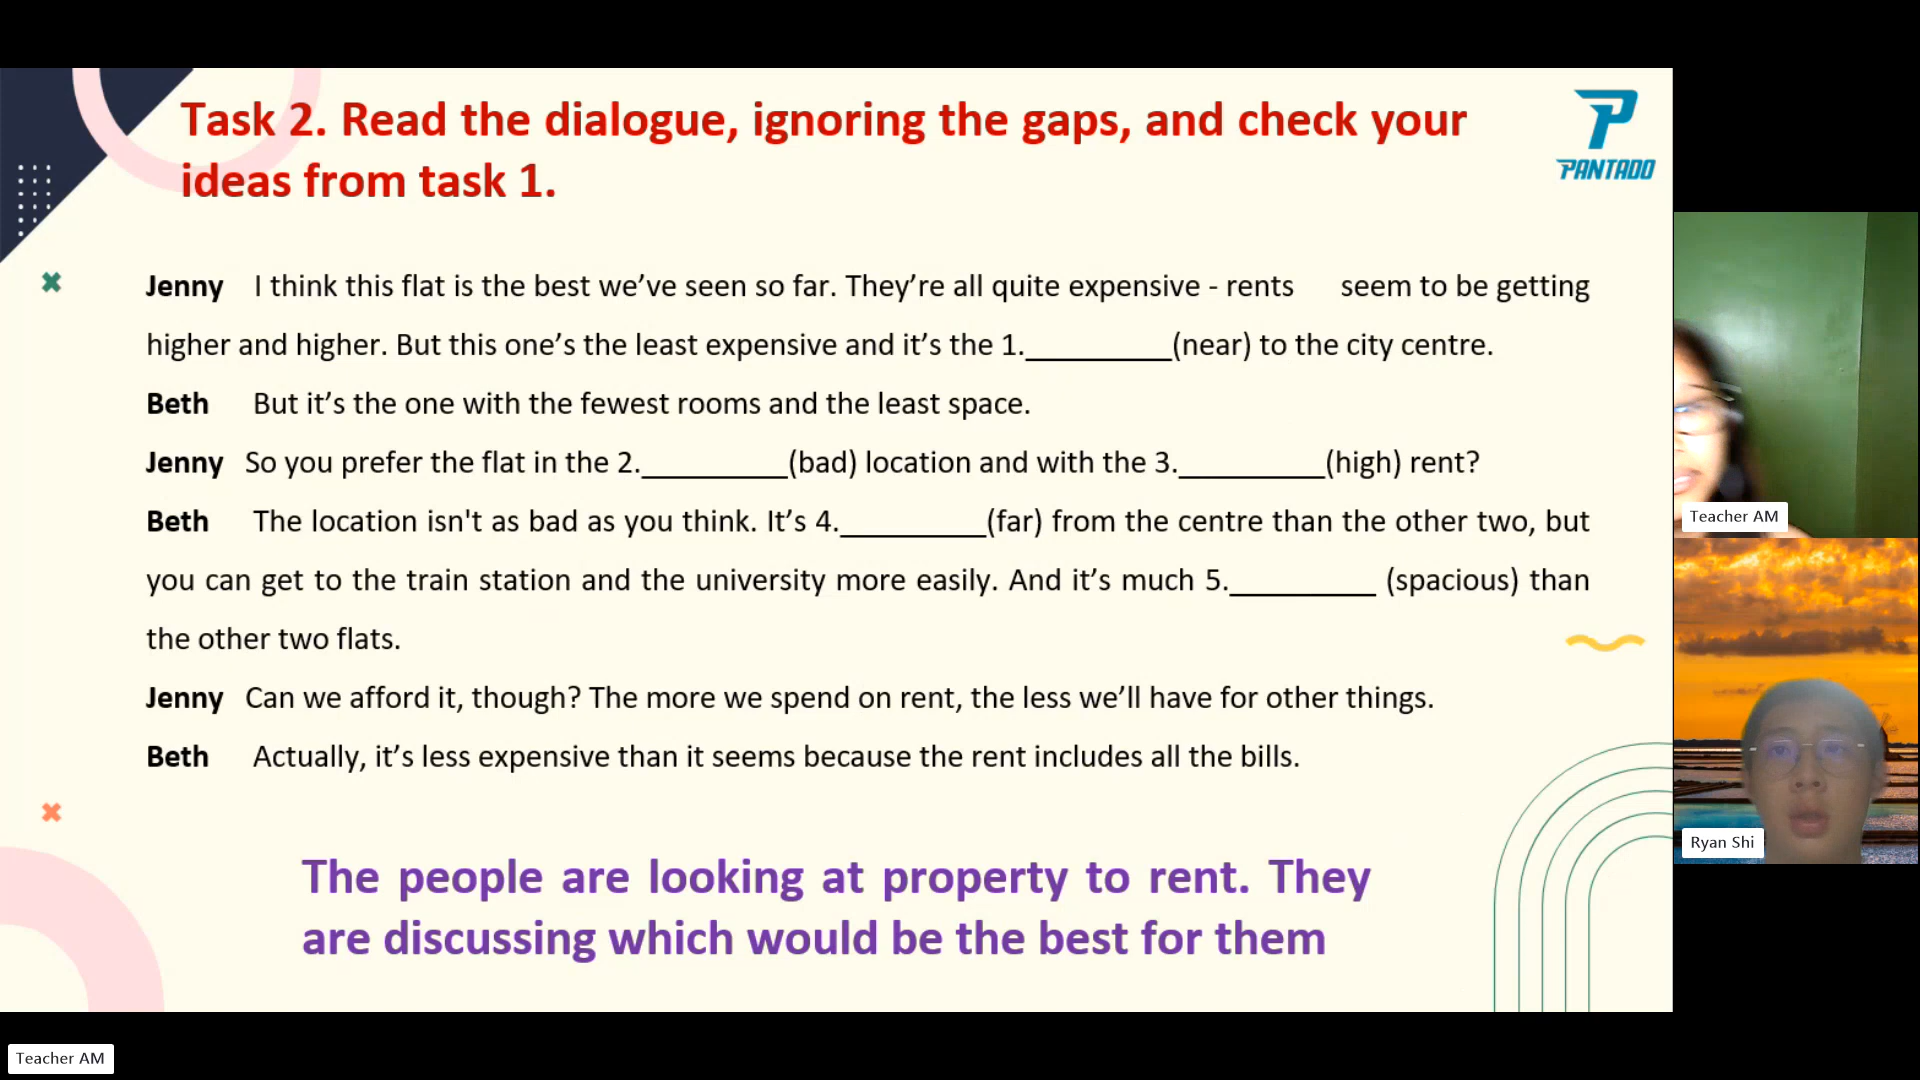 Task 2. Read the dialogue, ignoring the gaps, and check your
ideas from task 1.
PANTADO
Jenny I think this flat is the best we’ve seen so far. They’re all quite expensive - rents seem to be getting
higher and higher. But this one’s the least expensive and it’s the 1._________(near) to the city centre.
Beth But it’s the one with the fewest rooms and the least space.
Jenny So you prefer the flat in the 2._________(bad) location and with the 3._________(high) rent?
Beth The location isn't as bad as you think. It’s 4._________(far) from the centre than the other two, but
you can get to the train station and the university more easily. And it’s much 5._________ (spacious) than
the other two flats.
Jenny Can we afford it, though? The more we spend on rent, the less we’ll have for other things.
Beth Actually, it’s less expensive than it seems because the rent includes all the bills.
The people are looking at property to rent. They
are discussing which would be the best for them
Teacher AM
Ryan Shi
Teacher AM